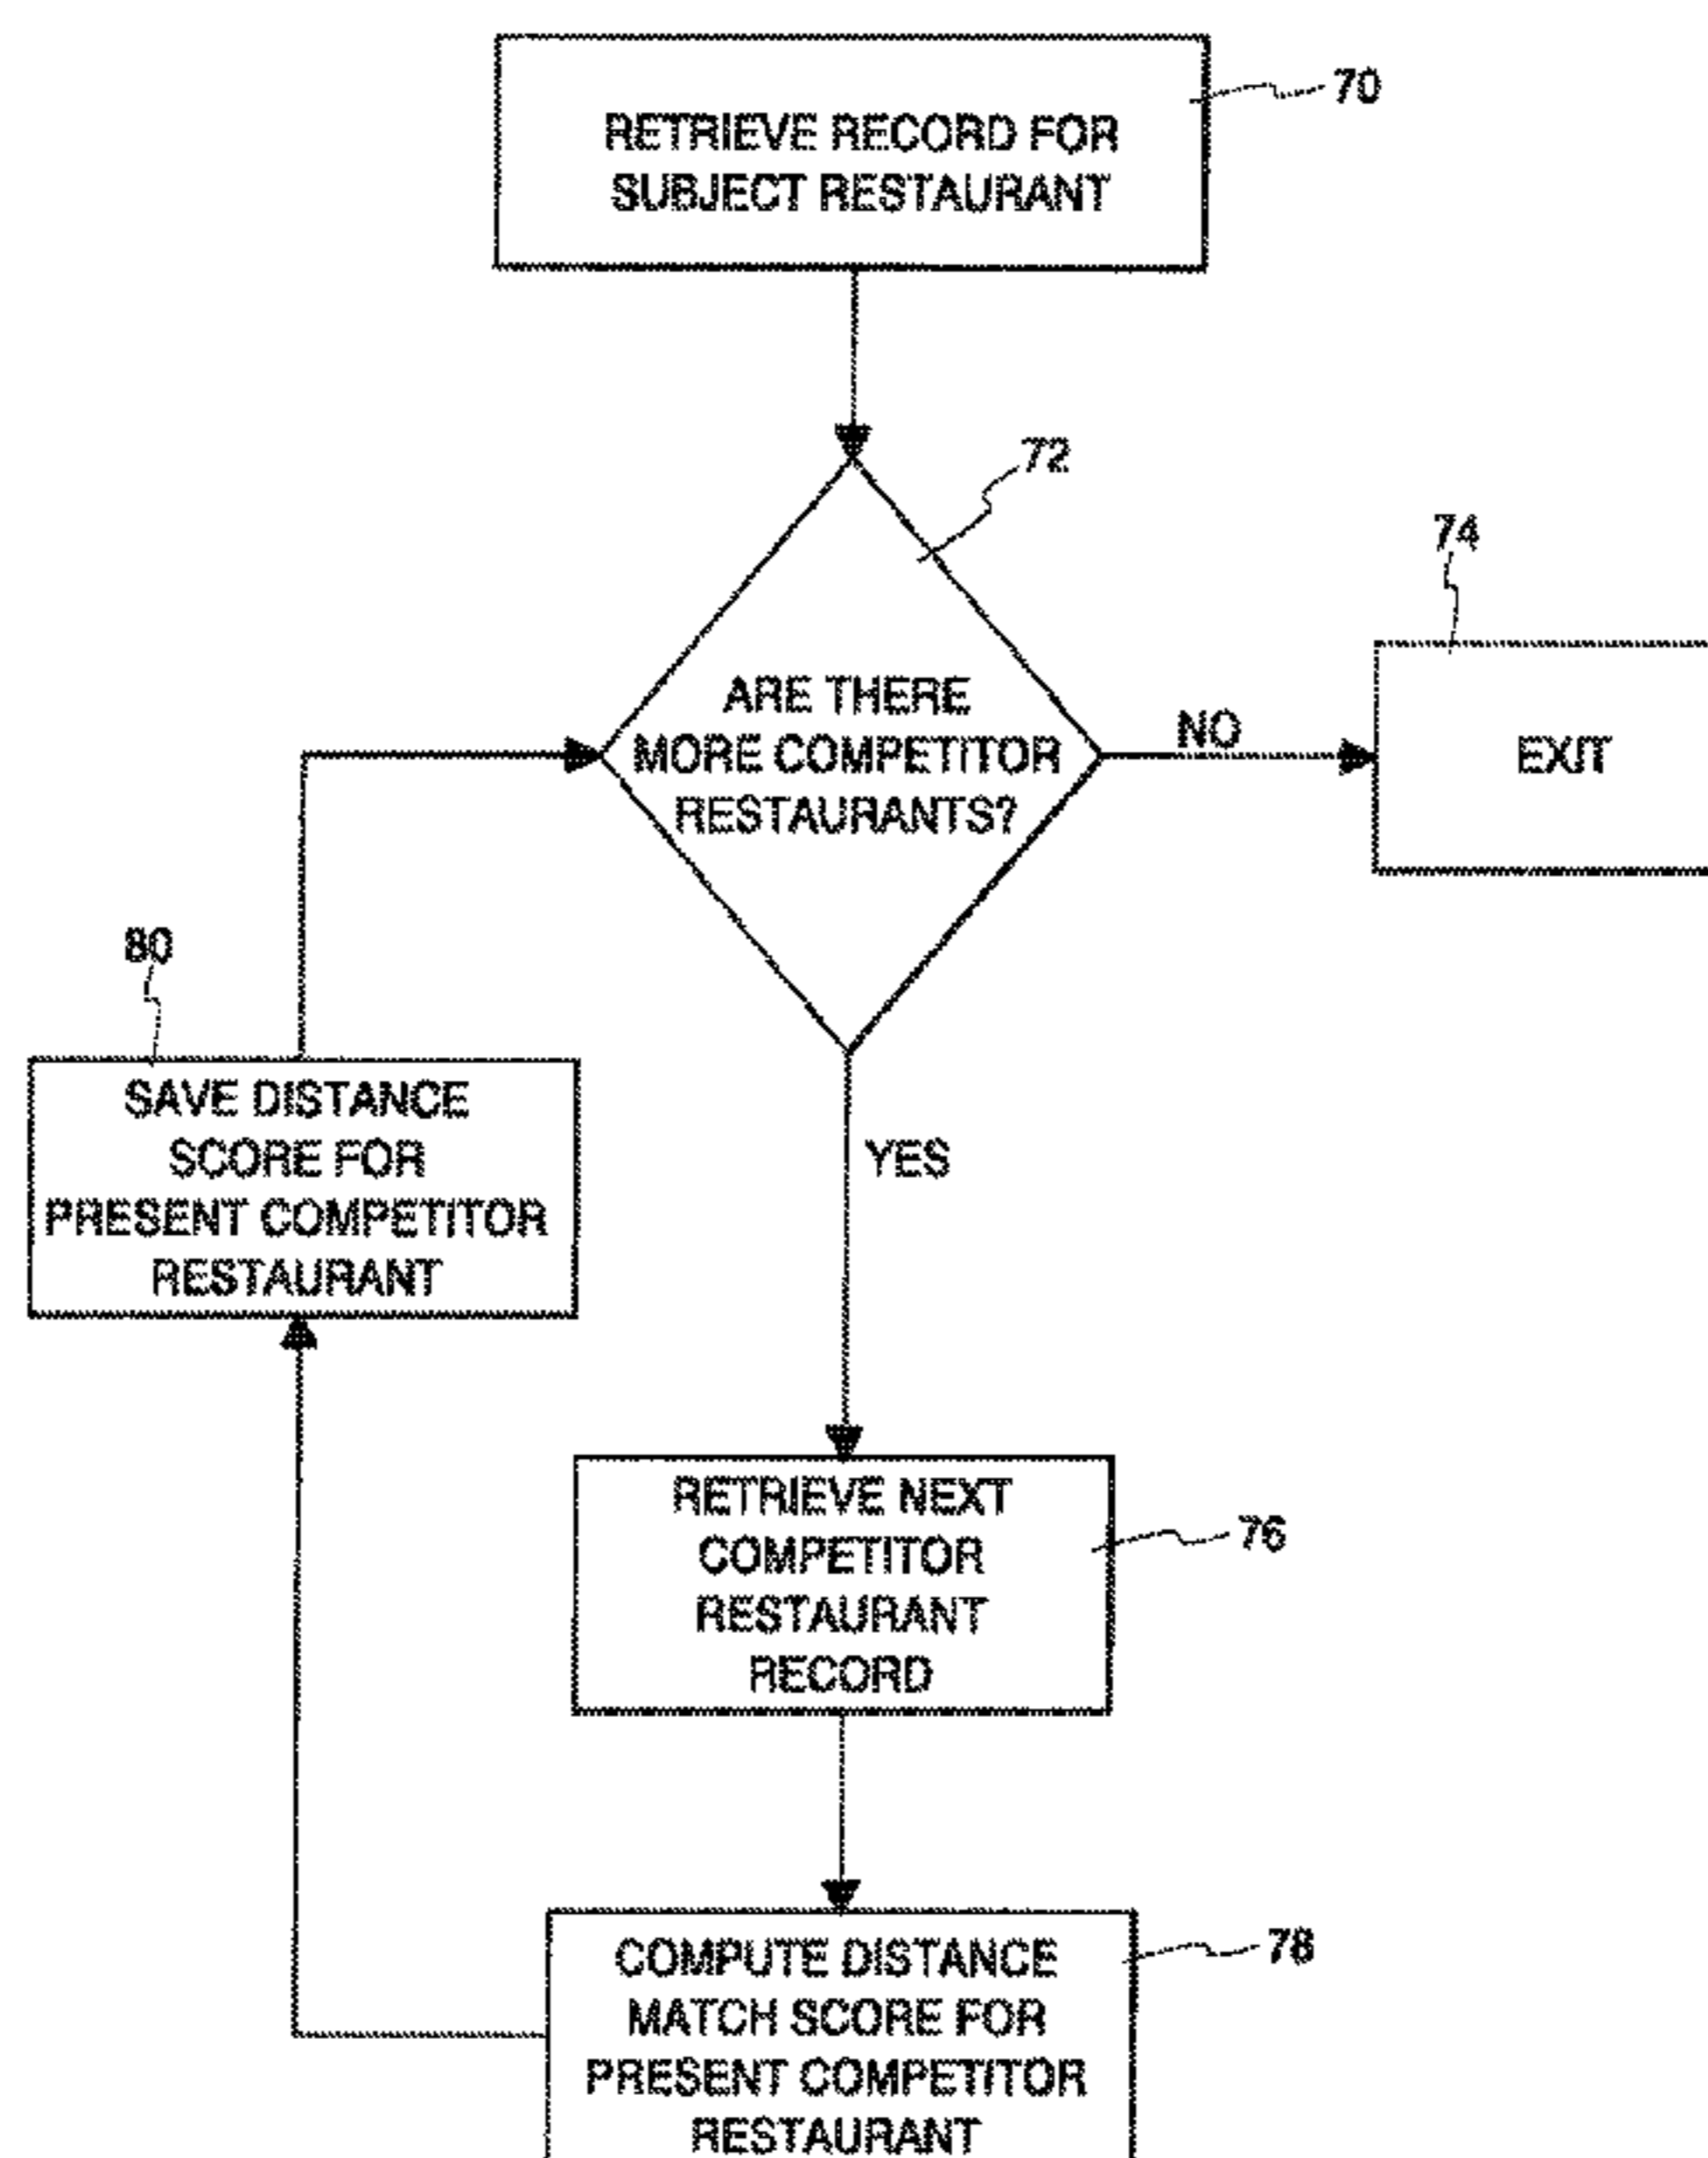 70
RETRIEVE RECORD FOR
SUBJECT RESTAURANT
72
74
ARE THERE
MORE COMPETITOR
RESTAURANTS?
NO
EXIT
80
SAVE DISTANCE
SCORE FOR
PRESENT COMPETITOR
RESTAURANT
YES
RETRIEVE NEXT
COMPETITOR
RESTAURANT
RECORD
76
COMPUTE DISTANCE
MATCH SCORE FOR
PRESENT COMPETITOR
RESTAURANT
78